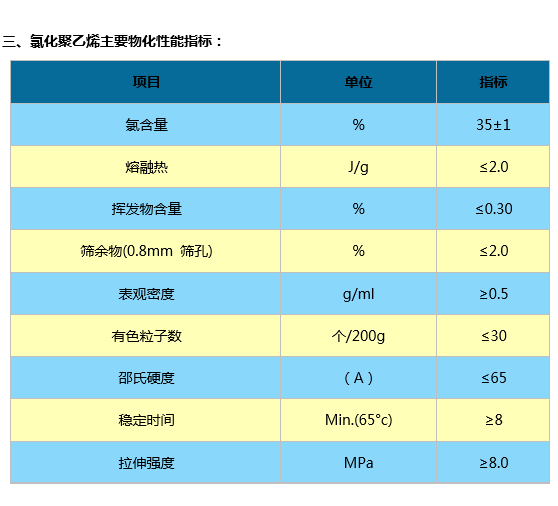 三、氯化聚乙烯主要物化性能指标：
项目 单位 指标
氯含量 % 35±1
熔融热 J/g ≤2.0
挥发物含量 % ≤0.30
筛余物(0.8mm 筛孔) % ≤2.0
表观密度 g/ml ≥0.5
有色粒子数 个/200g ≤30
邵氏硬度 （A） ≤65
稳定时间 Min.(65°c) ≥8
拉伸强度 MPa ≥8.0